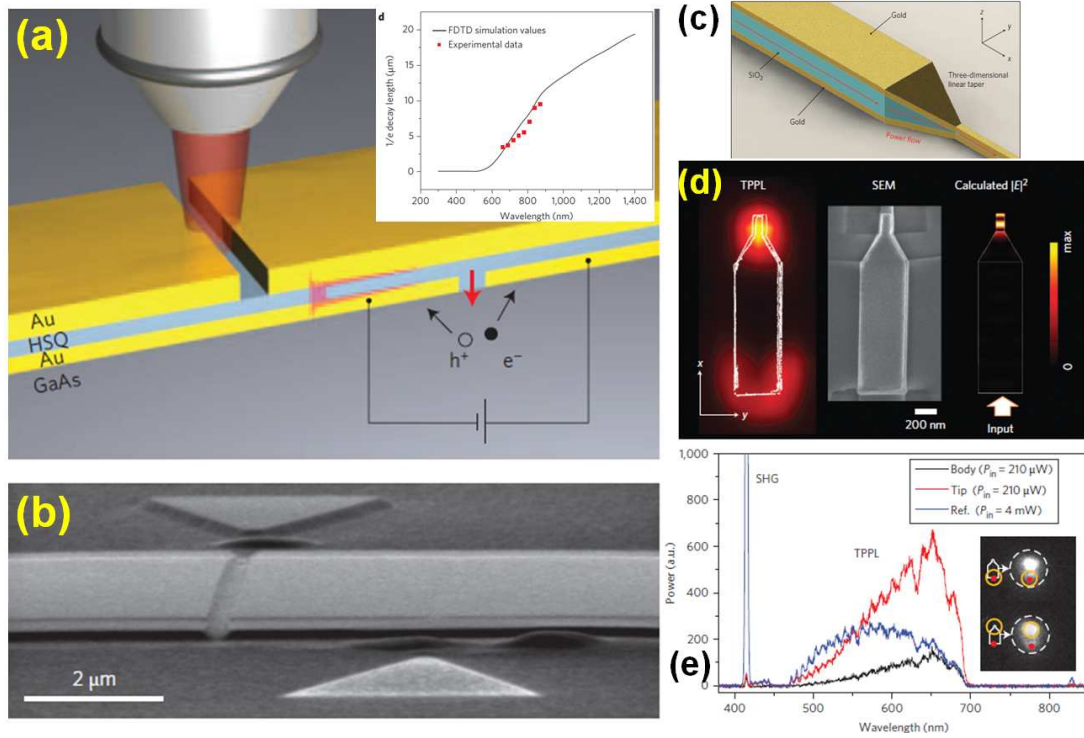 (a)
d
FDTD simulation values
Experimental data
1/e decay length (μm)
20
15
10
5
0
200 400 600 800 1,000 1,200 1,400
Wavelength (nm)
Au
HSQ
Au
GaAs
h+
e−
(b)
2 μm
(c)
Gold
SiO2
Gold
Three-dimensional
linear taper
Power flow
z
y
x
(d)
TPPL
SEM
Calculated |E|2
max
0
x
y
200 nm
Input
(e)
1,000
800
600
400
200
0
Power (a.u.)
SHG
TPPL
Body (Pin = 210 μW)
Tip (Pin = 210 μW)
Ref. (Pin = 4 mW)
400 500 600 700 800
Wavelength (nm)